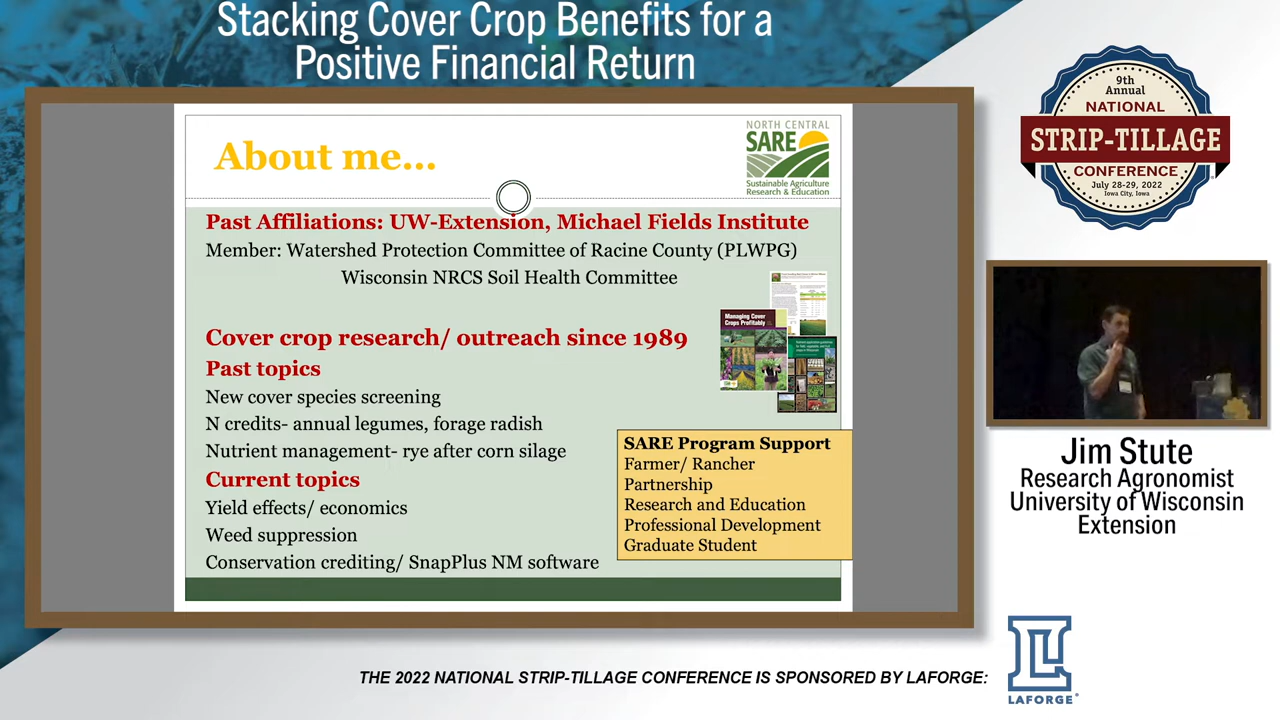 Stacking Cover Crop Benefits for a
Positive Financial Return
About me...
NORTH CENTRAL
SARE
Sustainable Agriculture
Research & Education
Past Affiliations: UW-Extension, Michael Fields Institute
Member: Watershed Protection Committee of Racine County (PLWPG)
Wisconsin NRCS Soil Health Committee
Cover crop research/ outreach since 1989
Past topics
New cover species screening
N credits- annual legumes, forage radish
Nutrient management- rye after corn silage
Current topics
Yield effects/ economics
Weed suppression
Conservation crediting/ SnapPlus NM software
Managing Cover
Crops Profitably
SARE Program Support
Farmer/ Rancher
Partnership
Research and Education
Professional Development
Graduate Student
9th
Annual
NATIONAL
STRIP-TILLAGE
CONFERENCE
July 28-29, 2022
Iowa City, Iowa
Jim Stute
Research Agronomist
University of Wisconsin
Extension
THE 2022 NATIONAL STRIP-TILLAGE CONFERENCE IS SPONSORED BY LAFORGE:
LAFORGE®